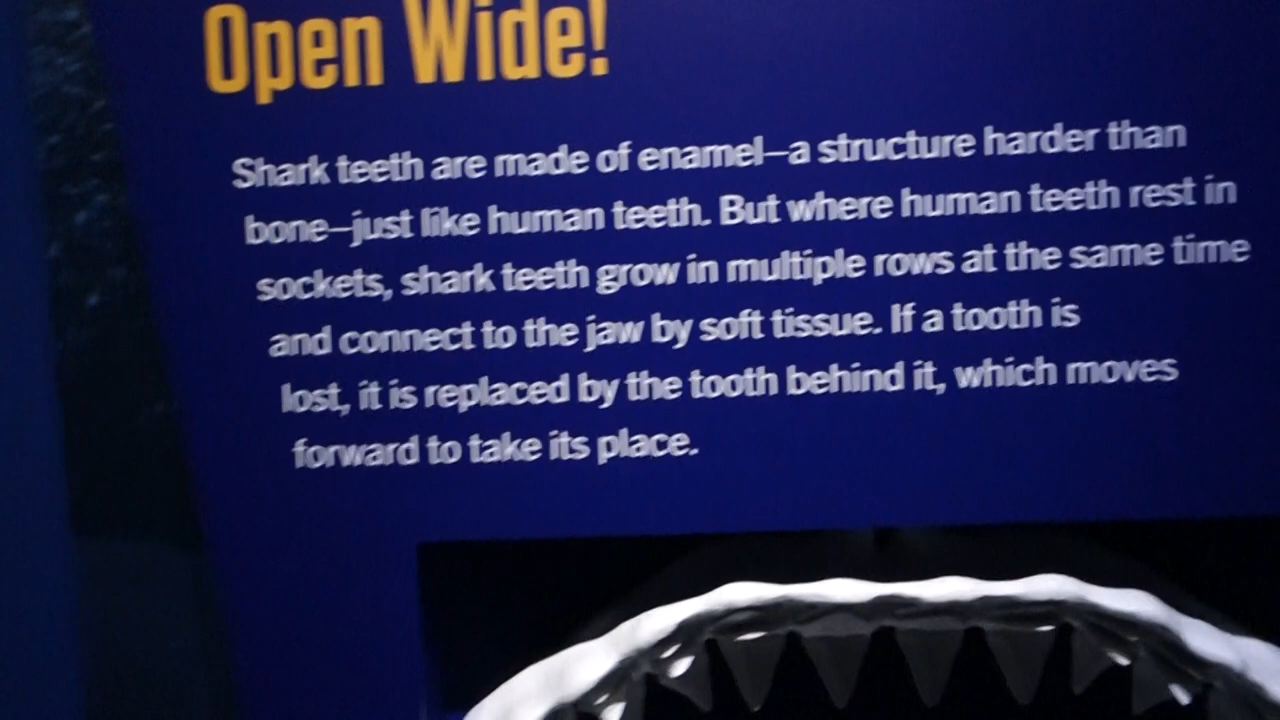 Open Wide!
Shark teeth are made of enamel—a structure harder than
bone—just like human teeth. But where human teeth rest in
sockets, shark teeth grow in multiple rows at the same time
and connect to the jaw by soft tissue. If a tooth is
lost, it is replaced by the tooth behind it, which moves
forward to take its place.